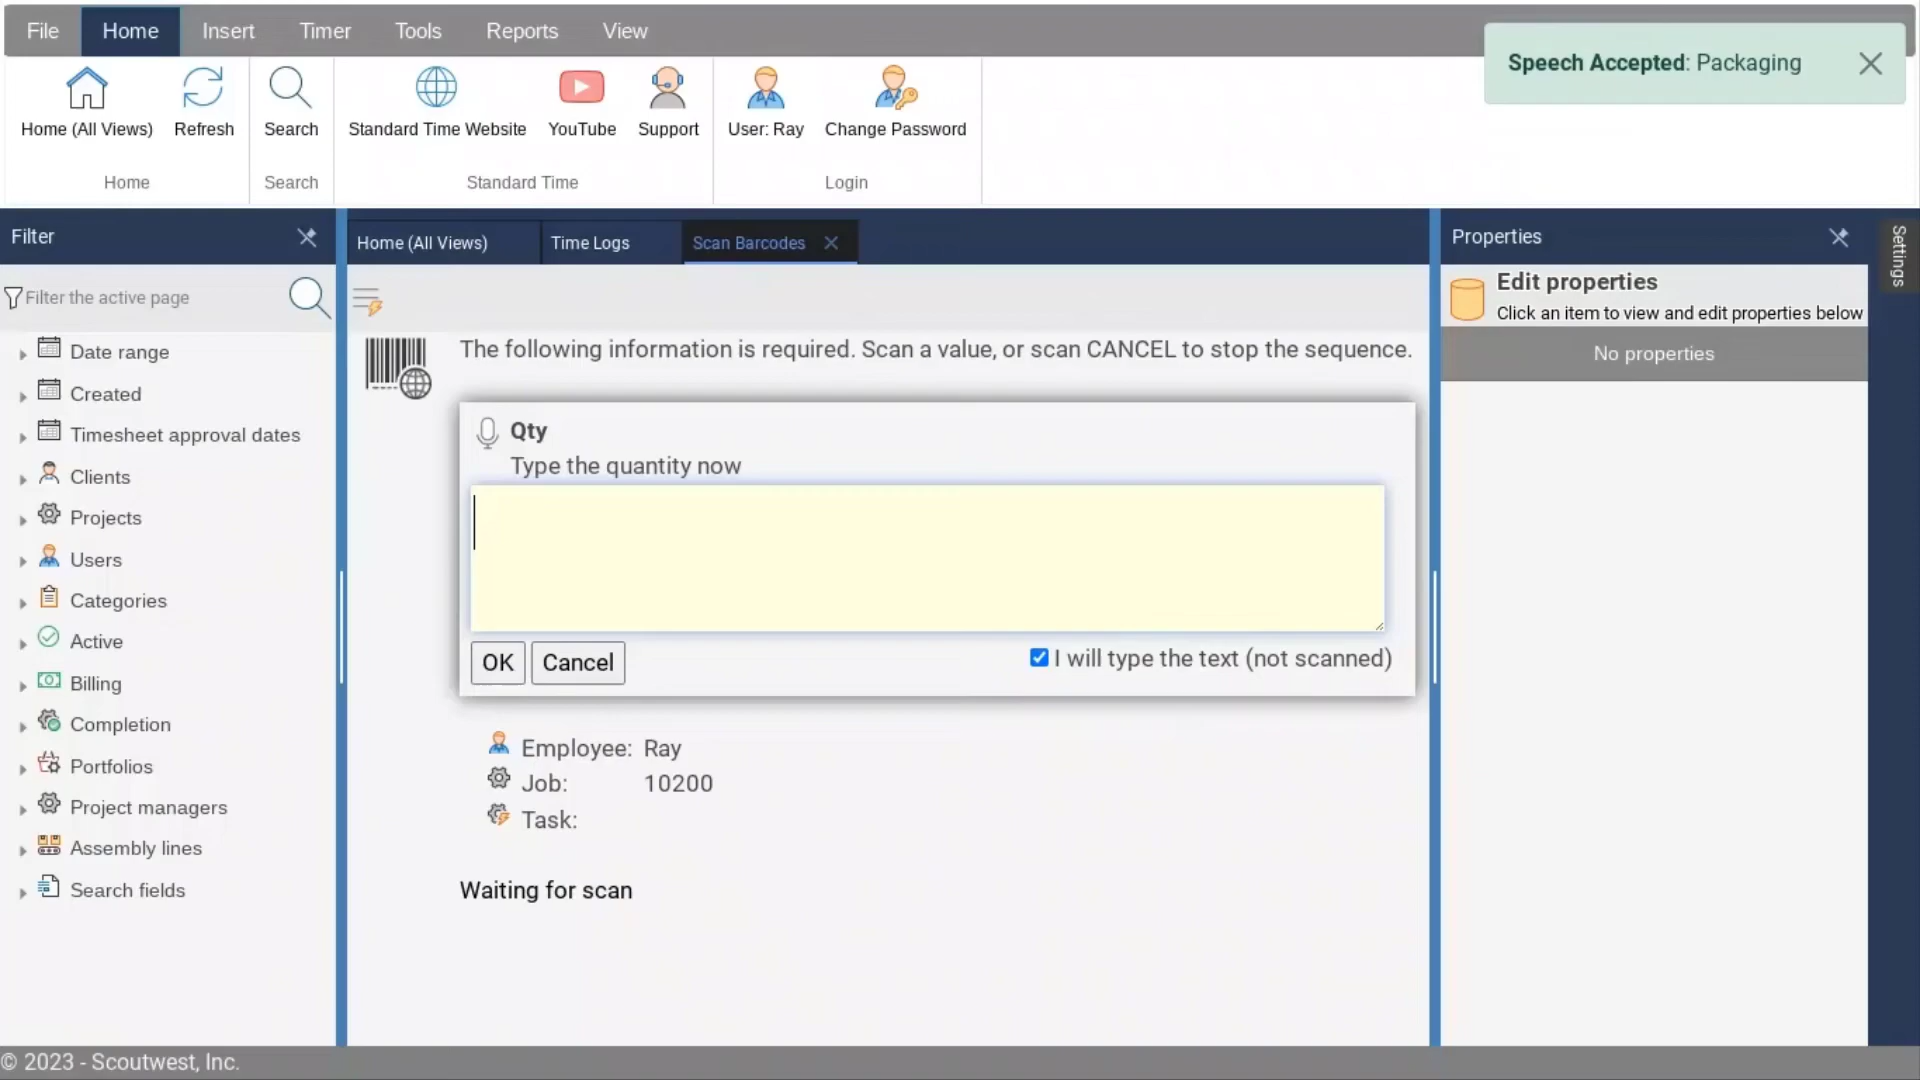 File Home Insert Timer Tools Reports View
Speech Accepted: Packaging
Home (All Views) Refresh Search Standard Time Website YouTube Support User: Ray Change Password
Home Search Standard Time Login
Filter
Home (All Views) Time Logs Scan Barcodes
Properties
Settings
Filter the active page
Edit properties
Click an item to view and edit properties below
No properties
Date range
Created
Timesheet approval dates
Clients
Projects
Users
Categories
Active
Billing
Completion
Portfolios
Project managers
Assembly lines
Search fields
The following information is required. Scan a value, or scan CANCEL to stop the sequence.
Qty
Type the quantity now
OK Cancel I will type the text (not scanned)
Employee: Ray
Job: 10200
Task:
Waiting for scan
© 2023 - Scoutwest, Inc.